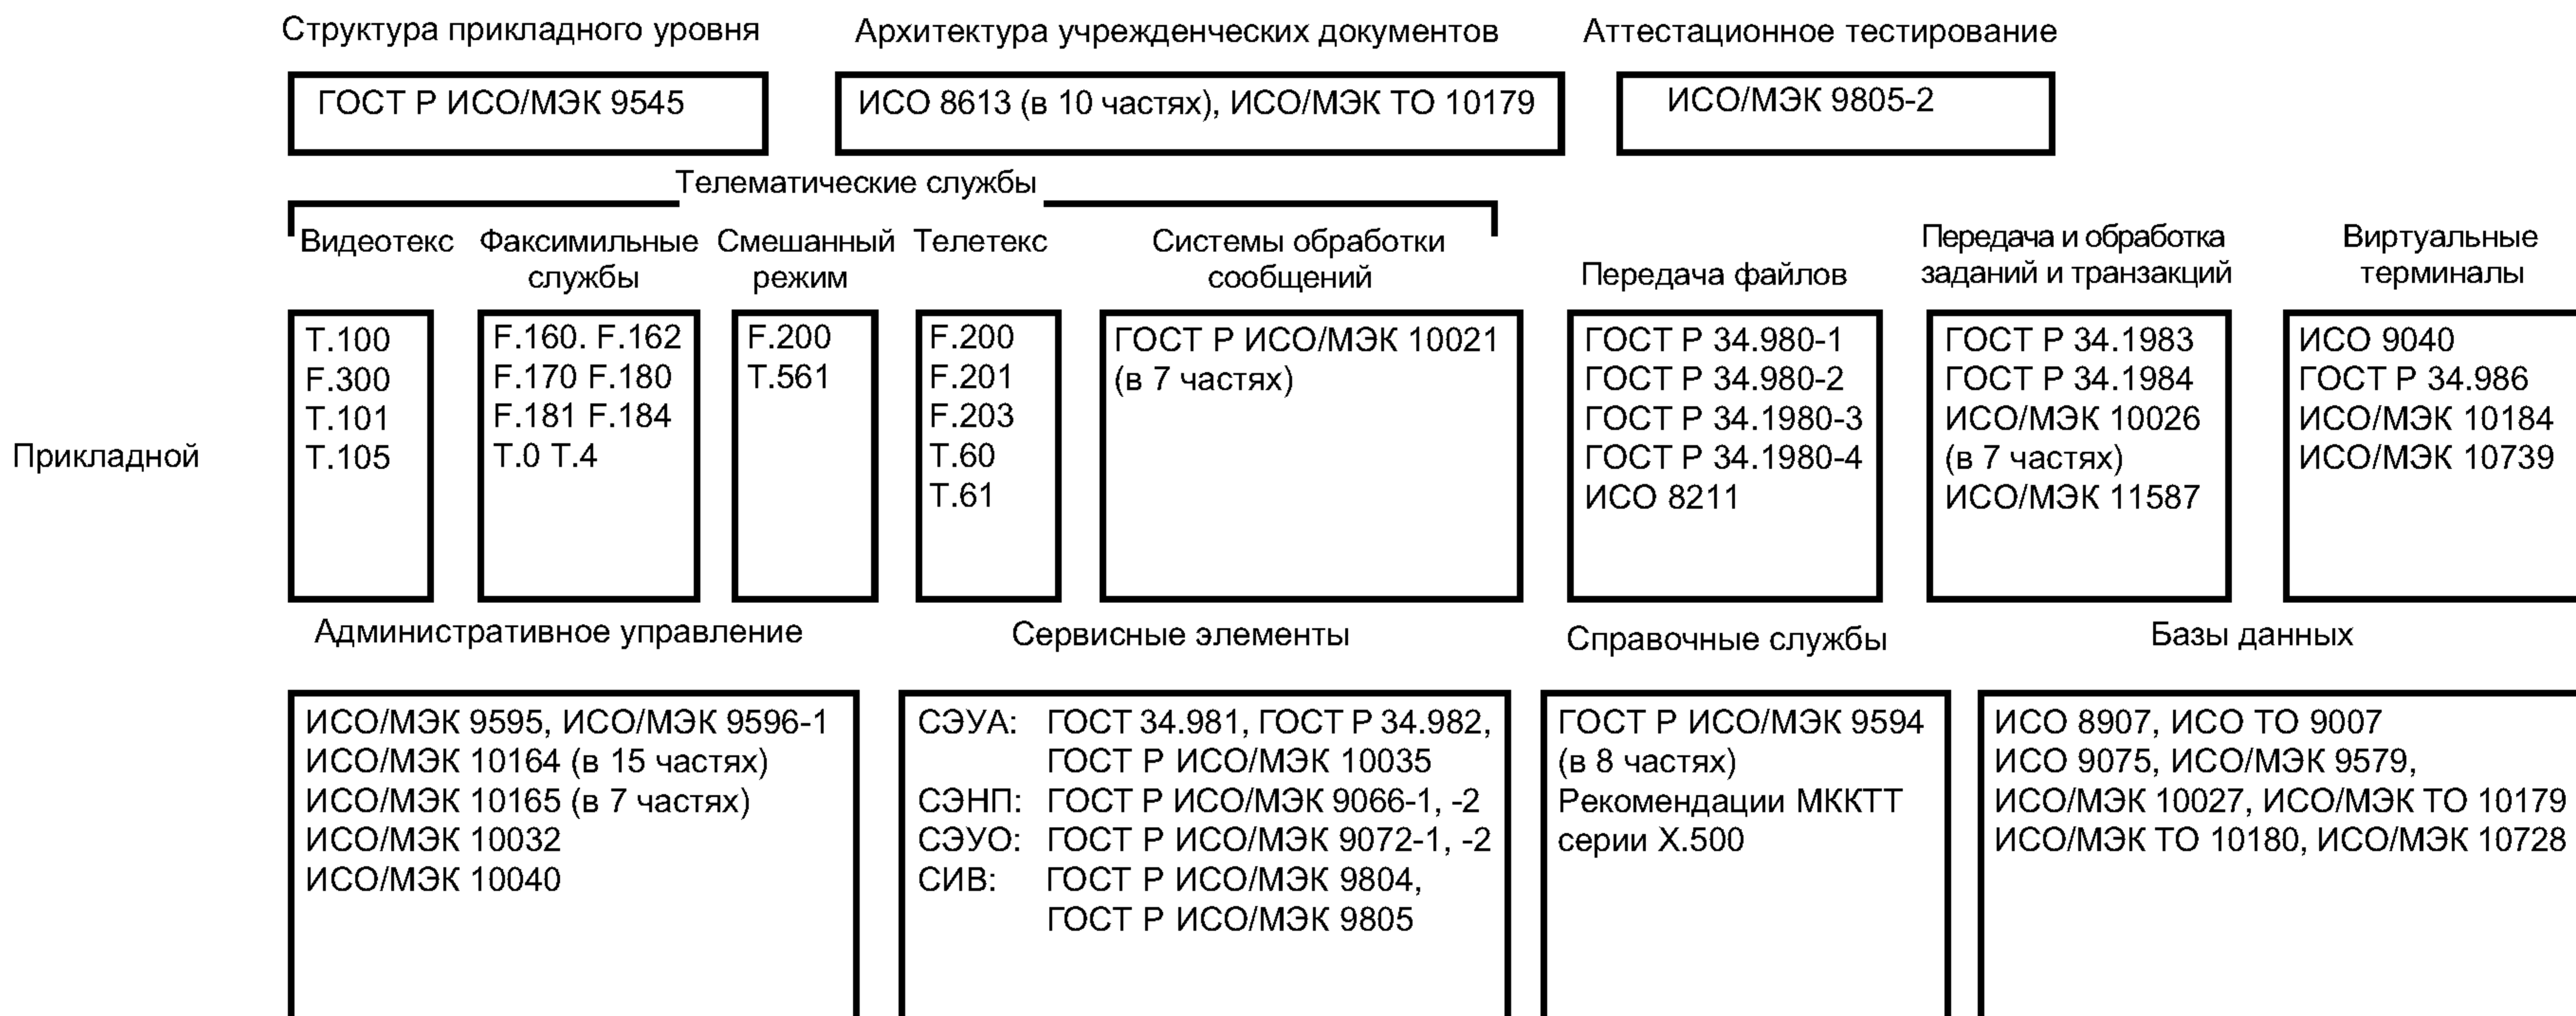 Структура прикладного уровня
ГОСТ Р ИСО/МЭК 9545
Архитектура учрежденческих документов
ИСО 8613 (в 10 частях), ИСО/МЭК ТО 10179
Аттестационное тестирование
ИСО/МЭК 9805-2
Прикладной
Телематические службы
Видеотекс
T.100
F.300
T.101
T.105
Факсимильные
службы
F.160. F.162
F.170 F.180
F.181 F.184
T.0 T.4
Смешанный
режим
F.200
T.561
Телетекс
F.200
F.201
F.203
T.60
T.61
Системы обработки
сообщений
ГОСТ Р ИСО/МЭК 10021
(в 7 частях)
Передача файлов
ГОСТ Р 34.980-1
ГОСТ Р 34.980-2
ГОСТ Р 34.1980-3
ГОСТ Р 34.1980-4
ИСО 8211
Передача и обработка
заданий и транзакций
ГОСТ Р 34.1983
ГОСТ Р 34.1984
ИСО/МЭК 10026
(в 7 частях)
ИСО/МЭК 11587
Виртуальные
терминалы
ИСО 9040
ГОСТ Р 34.986
ИСО/МЭК 10184
ИСО/МЭК 10739
Административное управление
ИСО/МЭК 9595, ИСО/МЭК 9596-1
ИСО/МЭК 10164 (в 15 частях)
ИСО/МЭК 10165 (в 7 частях)
ИСО/МЭК 10032
ИСО/МЭК 10040
Сервисные элементы
СЭУА: ГОСТ 34.981, ГОСТ Р 34.982,
ГОСТ Р ИСО/МЭК 10035
СЭНП: ГОСТ Р ИСО/МЭК 9066-1, -2
СЭУО: ГОСТ Р ИСО/МЭК 9072-1, -2
СИВ: ГОСТ Р ИСО/МЭК 9804,
ГОСТ Р ИСО/МЭК 9805
Справочные службы
ГОСТ Р ИСО/МЭК 9594
(в 8 частях)
Рекомендации МККТТ
серии X.500
Базы данных
ИСО 8907, ИСО ТО 9007
ИСО 9075, ИСО/МЭК 9579,
ИСО/МЭК 10027, ИСО/МЭК ТО 10179
ИСО/МЭК ТО 10180, ИСО/МЭК 10728